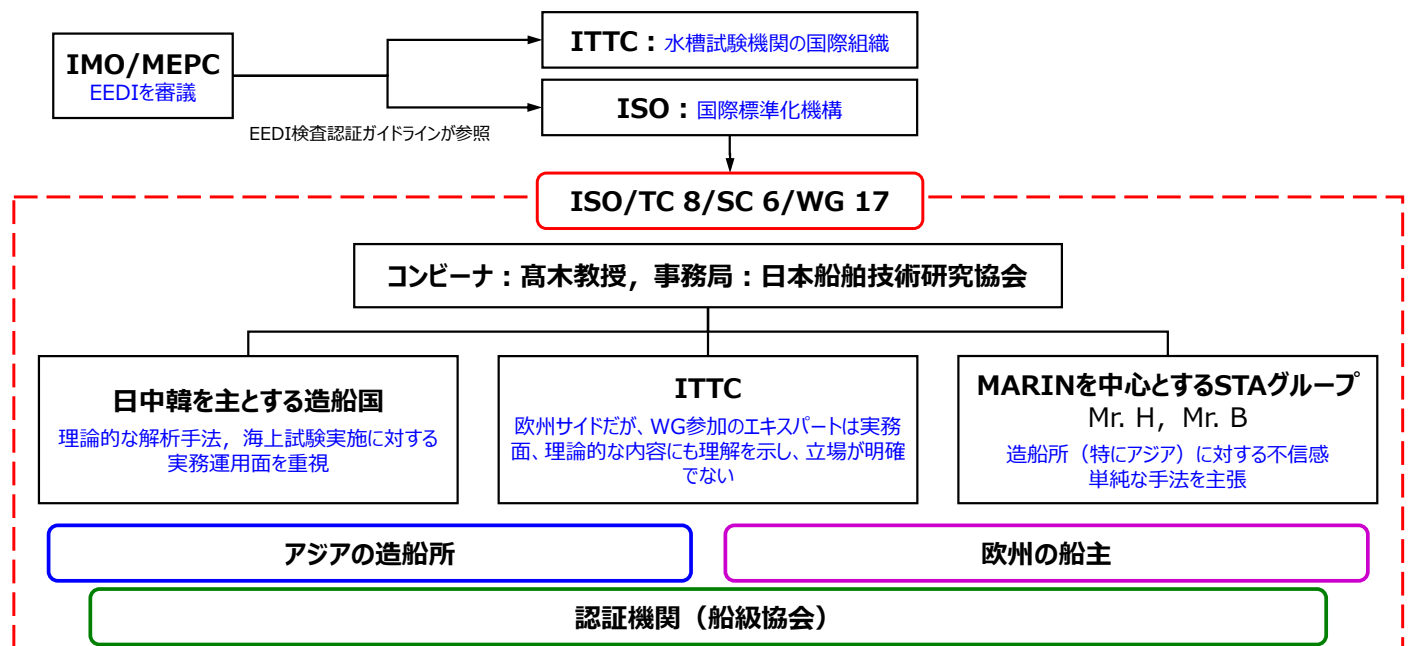 IMO/MEPC
EEDIを審議
ITTC：水槽試験機関の国際組織
ISO：国際標準化機構
EEDI検査認証ガイドラインが参照
ISO/TC 8/SC 6/WG 17
コンビーナ：髙木教授，事務局：日本船舶技術研究協会
日中韓を主とする造船国
理論的な解析手法，海上試験実施に対する
実務運用面を重視
ITTC
欧州サイドだが、WG参加のエキスパートは実務
面、理論的な内容にも理解を示し、立場が明確
でない
MARINを中心とするSTAグループ
Mr. H，Mr. B
造船所（特にアジア）に対する不信感
単純な手法を主張
アジアの造船所
欧州の船主
認証機関（船級協会）